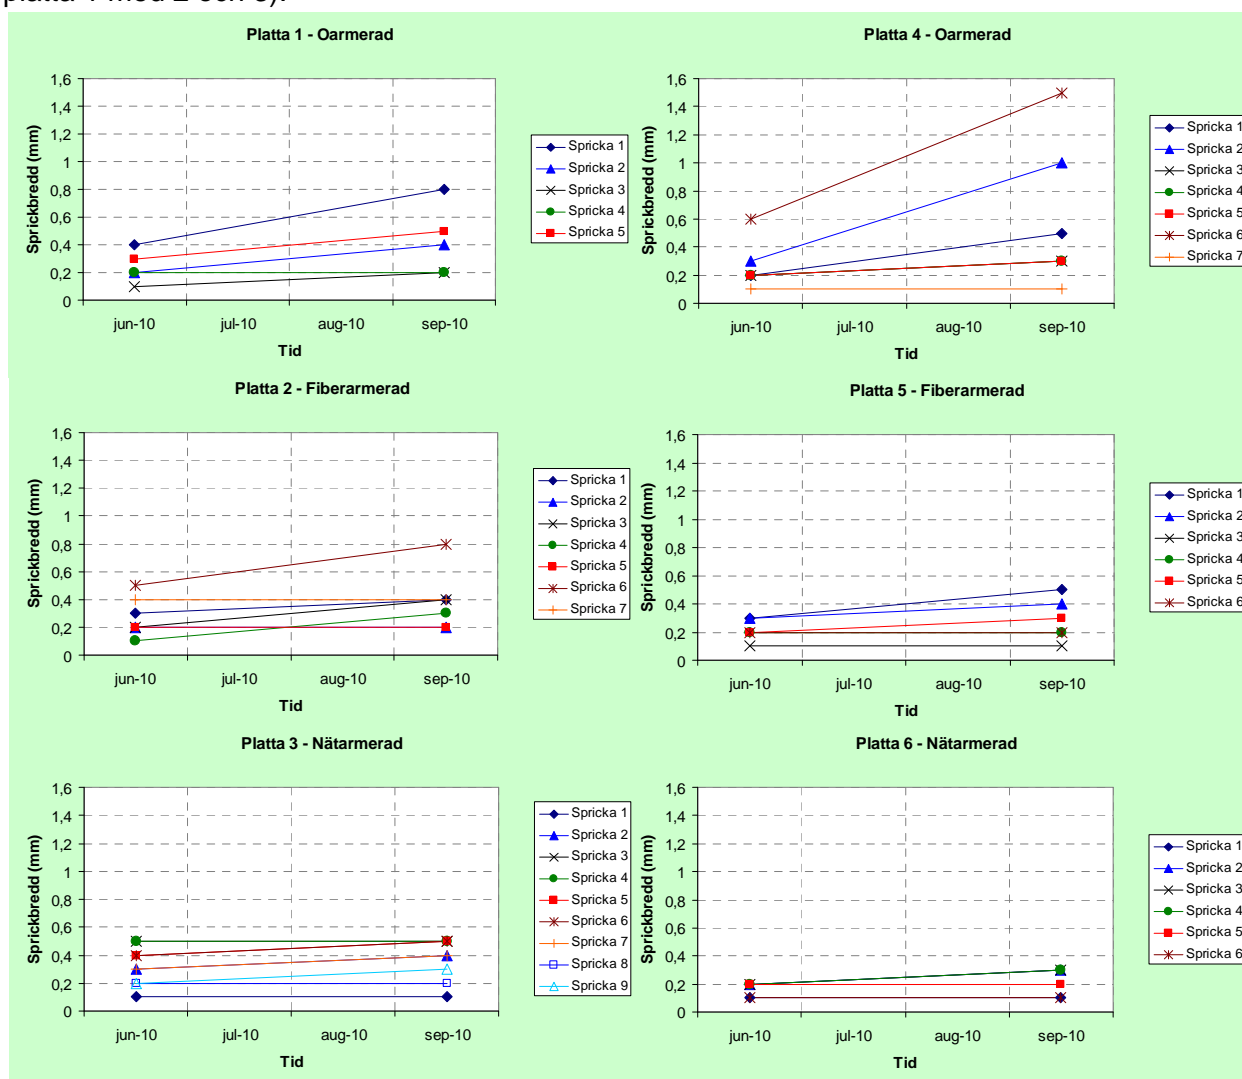 platta med 2 och 3).
Platta 1 - Oarmerad
Sprickbredd (mm)
1,6
1,4
1,2
1
0,8
0,6
0,4
0,2
0
jun-10 jul-10 aug-10 sep-10
Tid
Spricka 1
Spricka 2
Spricka 3
Spricka 4
Spricka 5
Platta 4 - Oarmerad
Sprickbredd (mm)
1,6
1,4
1,2
1
0,8
0,6
0,4
0,2
0
jun-10 jul-10 aug-10 sep-10
Tid
Spricka 1
Spricka 2
Spricka 3
Spricka 4
Spricka 5
Spricka 6
Spricka 7
Platta 2 - Fiberarmerad
Sprickbredd (mm)
1,6
1,4
1,2
1
0,8
0,6
0,4
0,2
0
jun-10 jul-10 aug-10 sep-10
Tid
Spricka 1
Spricka 2
Spricka 3
Spricka 4
Spricka 5
Spricka 6
Spricka 7
Platta 5 - Fiberarmerad
Sprickbredd (mm)
1,6
1,4
1,2
1
0,8
0,6
0,4
0,2
0
jun-10 jul-10 aug-10 sep-10
Tid
Spricka 1
Spricka 2
Spricka 3
Spricka 4
Spricka 5
Spricka 6
Platta 3 - Nätarmerad
Sprickbredd (mm)
1,6
1,4
1,2
1
0,8
0,6
0,4
0,2
0
jun-10 jul-10 aug-10 sep-10
Tid
Spricka 1
Spricka 2
Spricka 3
Spricka 4
Spricka 5
Spricka 6
Spricka 7
Spricka 8
Spricka 9
Platta 6 - Nätarmerad
Sprickbredd (mm)
1,6
1,4
1,2
1
0,8
0,6
0,4
0,2
0
jun-10 jul-10 aug-10 sep-10
Tid
Spricka 1
Spricka 2
Spricka 3
Spricka 4
Spricka 5
Spricka 6